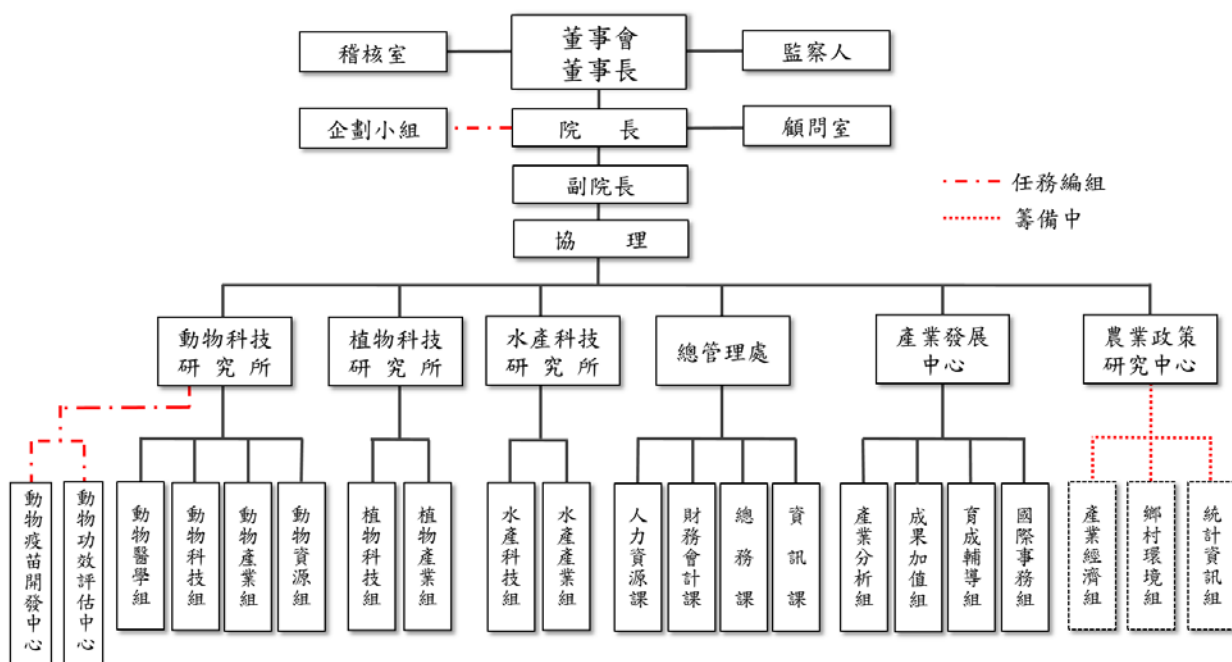 董事會
董事長
稽核室
監察人
企劃小組
院長
顧問室
副院長
協理
任務編組
籌備中
動物科技
研究所
植物科技
研究所
水產科技
研究所
總管理處
產業發展
中心
農業政策
研究中心
動物疫苗開發中心
動物功效評估中心
動物醫學組
動物科技組
動物產業組
動物資源組
植物科技組
植物產業組
水產科技組
水產產業組
人力資源課
財務會計課
總務課
資訊課
產業分析組
成果加值組
育成輔導組
國際事務組
產業經濟組
鄉村環境組
統計資訊組